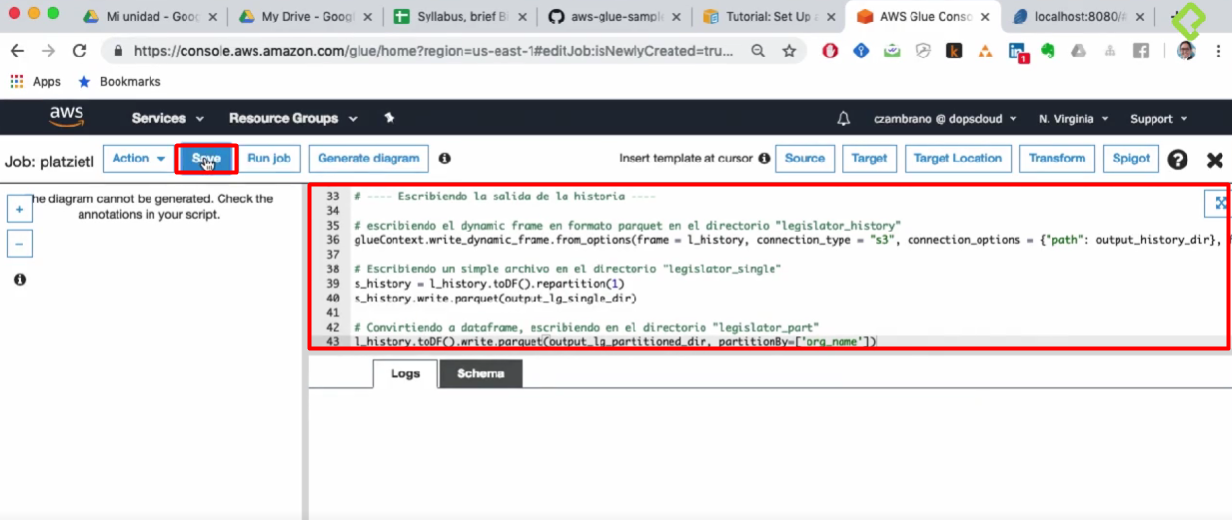 Mi unidad - Goo
My Drive - Goog
Syllabus, brief B
aws-glue-sampl
Tutorial: Set Up
AWS Glue Conso
localhost:8080/
https://console.aws.amazon.com/glue/home?region=us-east-1#editJob:isNewlyCreated=tru...
1
Apps
Bookmarks
aws
Services
Resource Groups
czambrano @ dopsdloud
N. Virginia
Support
Job: platzietl
Action
Save
Run job
Generate diagram
Insert template at cursor
Source
Target
Target Location
Transform
Spigot
he diagram cannot be generated. Check the
annotations in your script.
33 # ---- Escribiendo la salida de la historia ----
34
35 # escribiendo el dynamic frame en formato parquet en el directorio "legislator_history"
36 glueContext.write_dynamic_frame.from_options(frame = l_history, connection_type = "s3", connection_options = {"path": output_history_dir},
37
38 # Escribiendo un simple archivo en el directorio "legislator_single"
39 s_history = l_history.toDF().repartition(1)
40 s_history.write.parquet(output_lg_single_dir)
41
42 # Convirtiendo a dataframe, escribiendo en el directorio "legislator_part"
43 l_history.toDF().write.parquet(output_lg_partitioned_dir, partitionBy=['org_name'])
Logs
Schema